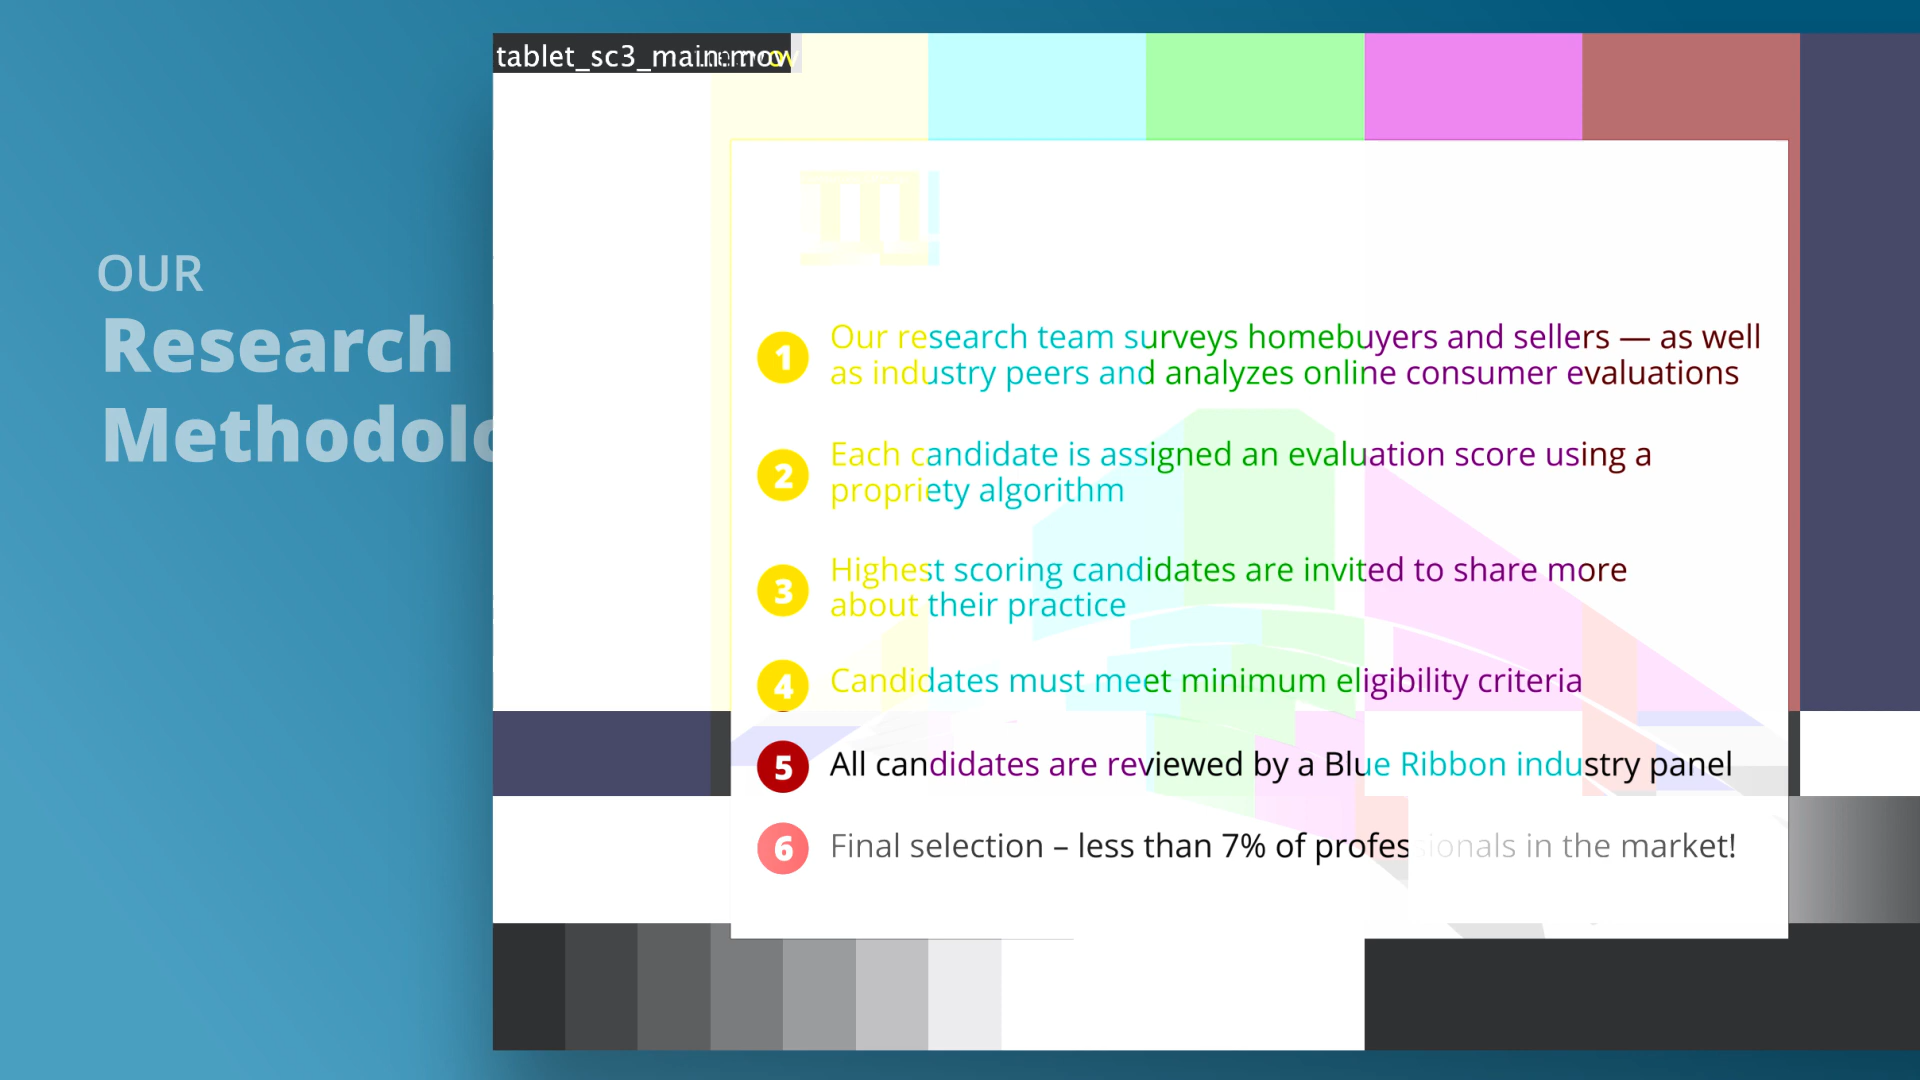 tablet_sc3_main.mov
OUR
Research
Methodolo
1 Our research team surveys homebuyers and sellers — as well
as industry peers and analyzes online consumer evaluations
2 Each candidate is assigned an evaluation score using a
propriety algorithm
3 Highest scoring candidates are invited to share more
about their practice
4 Candidates must meet minimum eligibility criteria
5 All candidates are reviewed by a Blue Ribbon industry panel
6 Final selection – less than 7% of professionals in the market!